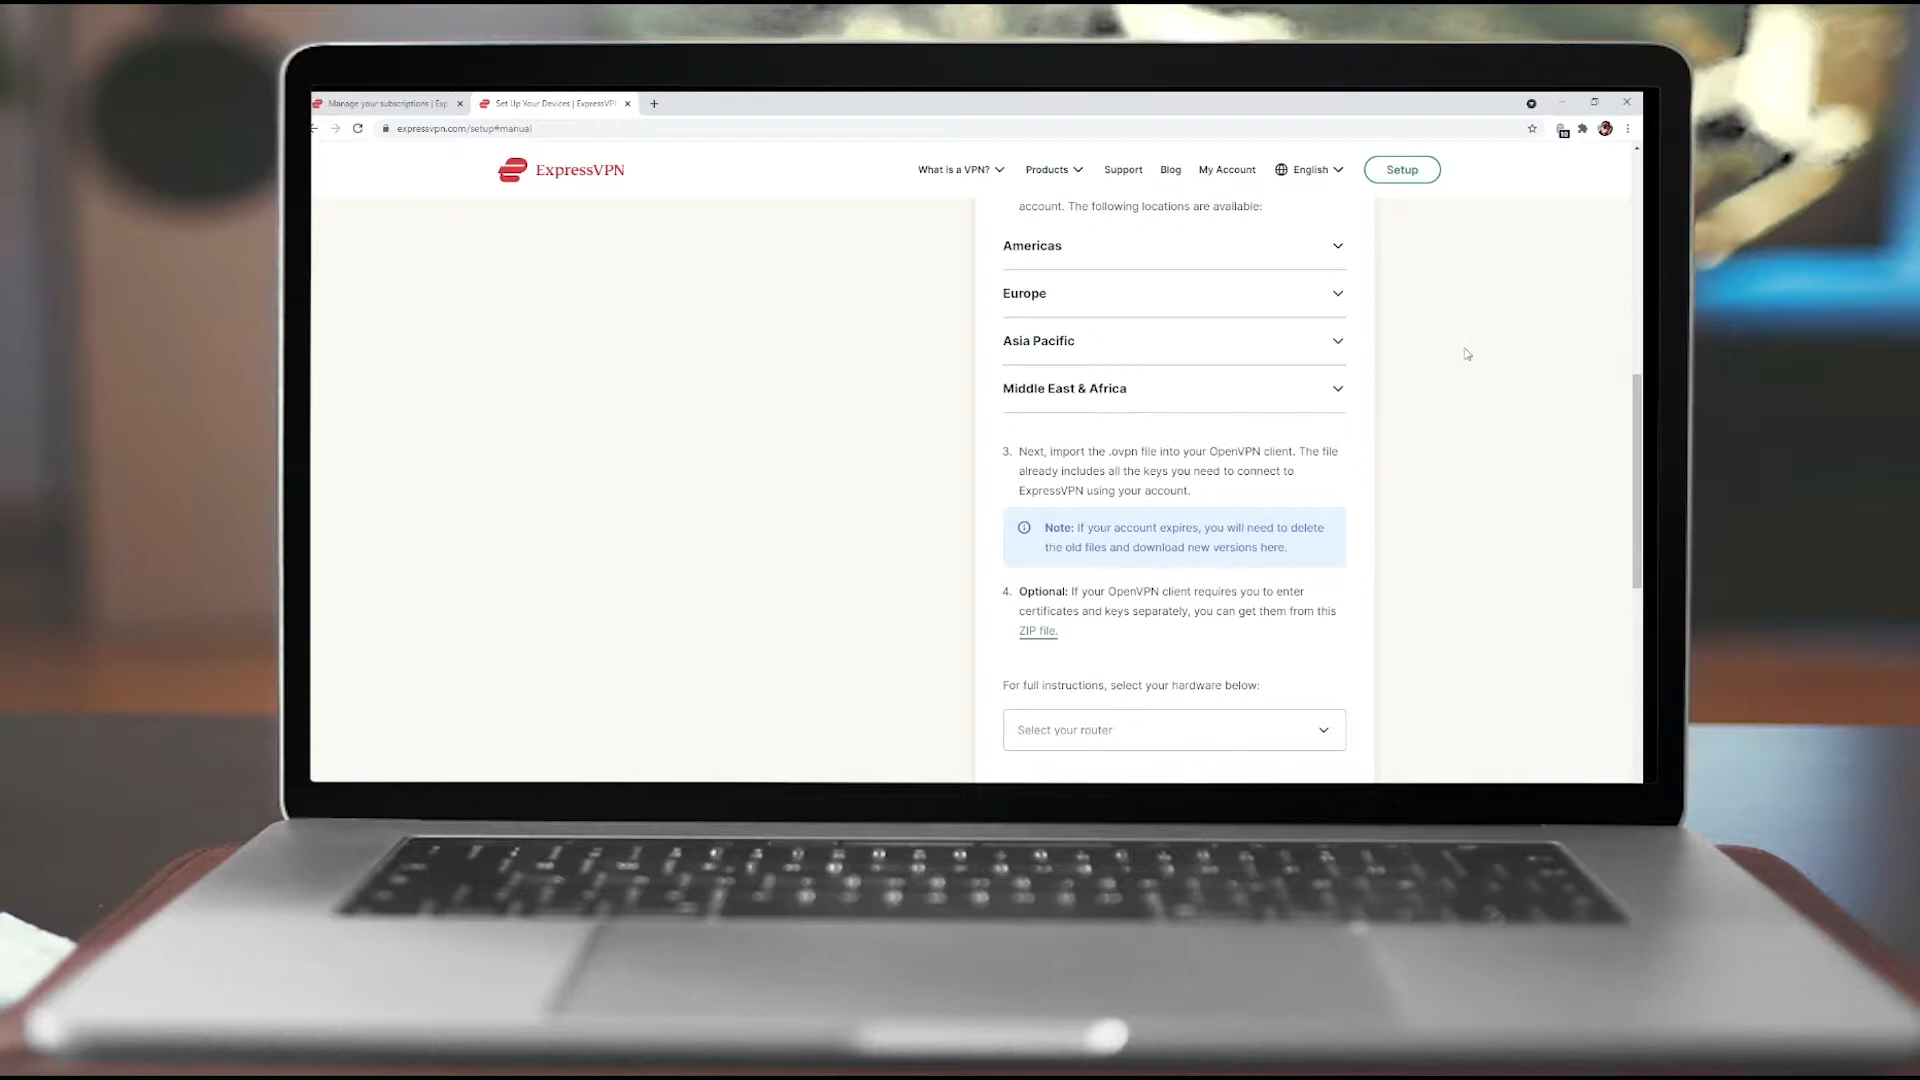 Manage your subscriptions | Exp
Set Up Your Devices | ExpressVP
expressvpn.com/setup#manual
ExpressVPN
What is a VPN?
Products
Support
Blog
My Account
English
Setup
account. The following locations are available:
Americas
Europe
Asia Pacific
Middle East & Africa
3. Next, import the .ovpn file into your OpenVPN client. The file
already includes all the keys you need to connect to
ExpressVPN using your account.
Note: If your account expires, you will need to delete
the old files and download new versions here.
4. Optional: If your OpenVPN client requires you to enter
certificates and keys separately, you can get them from this
ZIP file.
For full instructions, select your hardware below:
Select your router